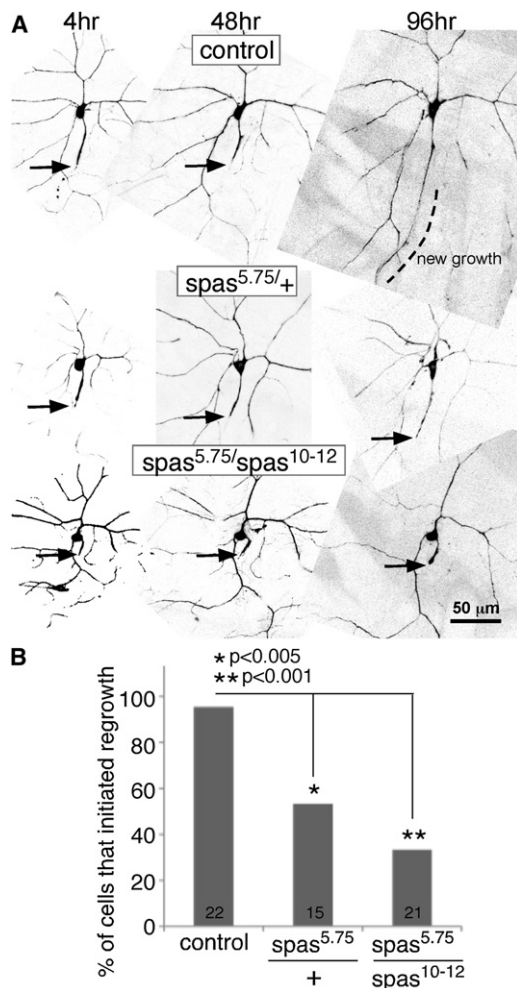 A
4hr 48hr 96hr
control
new growth
spas5.75/+
spas5.75/spas10-12
50 µm
B
* p<0.005
** p<0.001
% of cells that initiated regrowth
100
80
60
40
20
0
*
**
22 15 21
control spas5.75 spas5.75
+ spas10-12